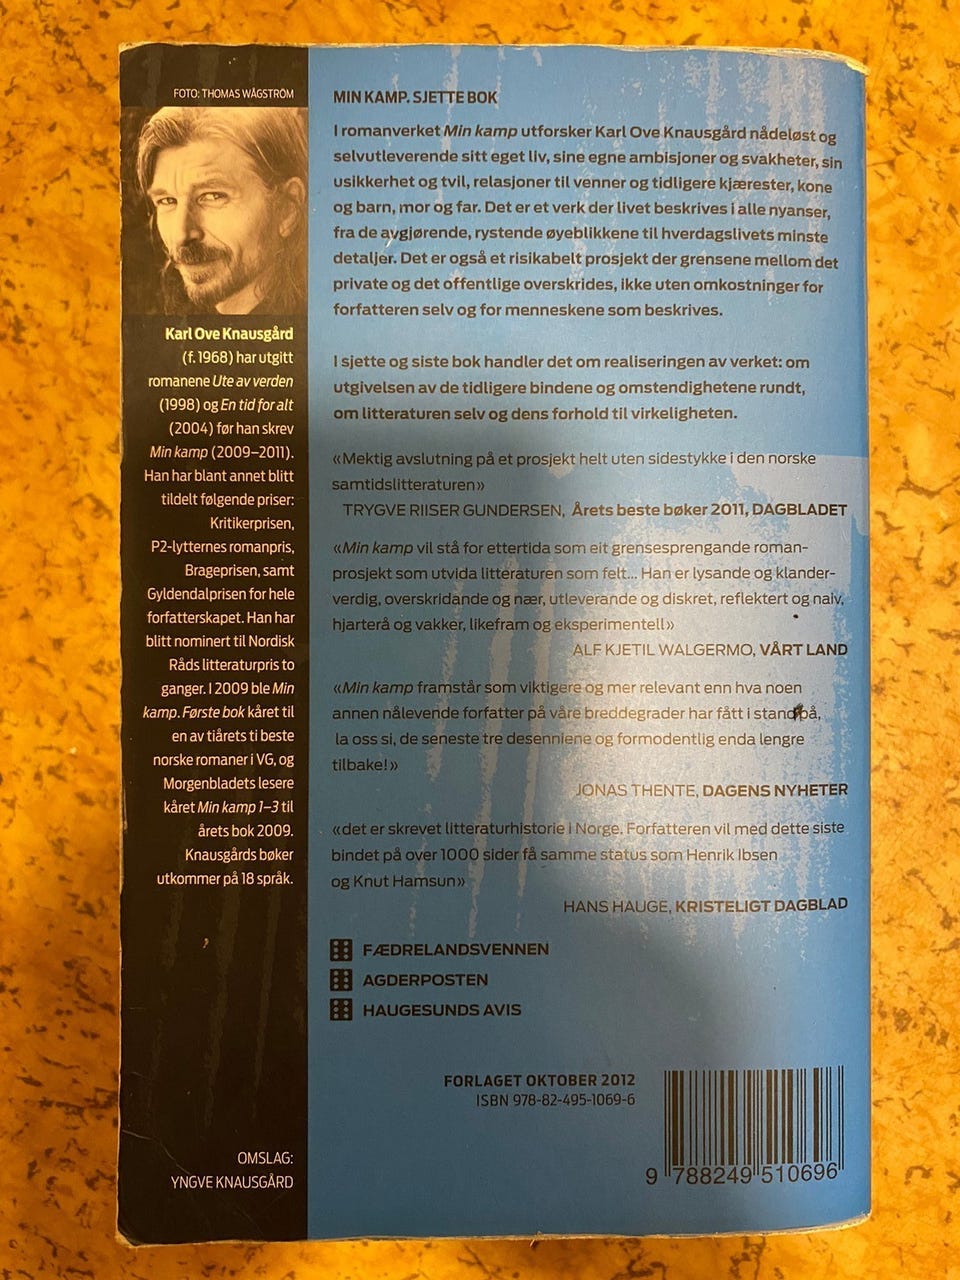 FOTO: THOMAS WÅGSTRÖM
Karl Ove Knausgård
(f. 1968) har utgitt
romanene Ute av verden
(1998) og En tid for alt
(2004) før han skrev
Min kamp (2009–2011).
Han har blant annet blitt
tildelt følgende priser:
Kritikerprisen,
P2-lytternes romanpris,
Brageprisen, samt
Gyldendalprisen for hele
forfatterskapet. Han har
blitt nominert til Nordisk
Råds litteraturpris to
ganger. I 2009 ble Min
kamp. Første bok kåret til
en av tiårets ti beste
norske romaner i VG, og
Morgenbladets lesere
kåret Min kamp 1–3 til
årets bok 2009.
Knausgårds bøker
utkommer på 18 språk.
OMSLAG:
YNGVE KNAUSGÅRD
MIN KAMP. SJETTE BOK
I romanverket Min kamp utforsker Karl Ove Knausgård nådeløst og
selvutleverende sitt eget liv, sine egne ambisjoner og svakheter, sin
usikkerhet og tvil, relasjoner til venner og tidligere kjærester, kone
og barn, mor og far. Det er et verk der livet beskrives i alle nyanser,
fra de avgjørende, rystende øyeblikkene til hverdagslivets minste
detaljer. Det er også et risikabelt prosjekt der grensene mellom det
private og det offentlige overskrides, ikke uten omkostninger for
forfatteren selv og for menneskene som beskrives.
I sjette og siste bok handler det om realiseringen av verket: om
utgivelsen av de tidligere bindene og omstendighetene rundt,
om litteraturen selv og dens forhold til virkeligheten.
«Mektig avslutning på et prosjekt helt uten sidestykke i den norske
samtidslitteraturen»
TRYGVE RIISER GUNDERSEN, Årets beste bøker 2011, DAGBLADET
«Min kamp vil stå for ettertida som eit grensesprengande roman-
prosjekt som utvida litteraturen som felt... Han er lysande og klander-
verdig, overskridande og nær, utleverande og diskret, reflektert og naiv,
hjarterå og vakker, likefram og eksperimentell»
ALF KJETIL WALGERMO, VÅRT LAND
«Min kamp framstår som viktigere og mer relevant enn hva noen
annen nålevende forfatter på våre breddegrader har fått i stand på,
la oss si, de seneste tre desenniene og formodentlig enda lengre
tilbake!»
JONAS THENTE, DAGENS NYHETER
«det er skrevet litteraturhistorie i Norge. Forfatteren vil med dette siste
bindet på over 1000 sider få samme status som Henrik Ibsen
og Knut Hamsun»
HANS HAUGE, KRISTELIGT DAGBLAD
FÆDRELANDSVENNEN
AGDERPOSTEN
HAUGESUNDS AVIS
FORLAGET OKTOBER 2012
ISBN 978-82-495-1069-6
9 788249 510696